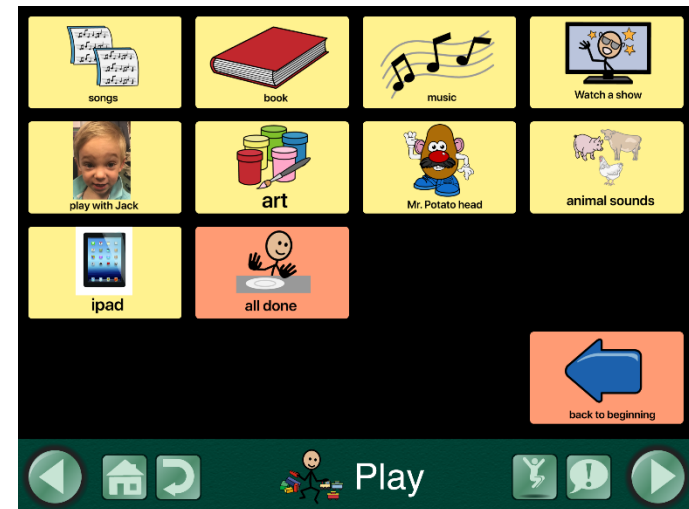 songs
book
music
Watch a show
play with Jack
art
Mr. Potato head
animal sounds
ipad
all done
back to beginning
Play